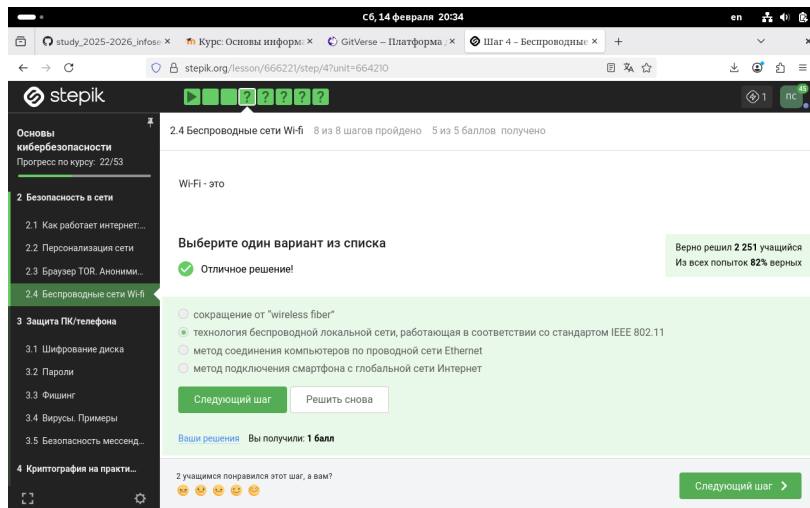 Сб, 14 февраля 20:34
en
study_2025-2026_infose
Курс: Основы информа
GitVerse – Платформа
Шаг 4 – Беспроводные
stepik.org/lesson/666221/step/4?unit=664210
stepik
1
ПС
45
Основы
кибербезопасности
Прогресс по курсу: 22/53
2 Безопасность в сети
2.1 Как работает интернет:...
2.2 Персонализация сети
2.3 Браузер TOR. Анонимн...
2.4 Беспроводные сети Wi-fi
3 Защита ПК/телефона
3.1 Шифрование диска
3.2 Пароли
3.3 Фишинг
3.4 Вирусы. Примеры
3.5 Безопасность мессенд...
4 Криптография на практи...
2.4 Беспроводные сети Wi-fi 8 из 8 шагов пройдено 5 из 5 баллов получено
Wi-Fi - это
Выберите один вариант из списка
Отличное решение!
Верно решил 2 251 учащийся
Из всех попыток 82% верных
сокращение от "wireless fiber"
технология беспроводной локальной сети, работающая в соответствии со стандартом IEEE 802.11
метод соединения компьютеров по проводной сети Ethernet
метод подключения смартфона с глобальной сети Интернет
Следующий шаг
Решить снова
Ваши решения Вы получили: 1 балл
2 учащимся понравился этот шаг, а вам?
Следующий шаг